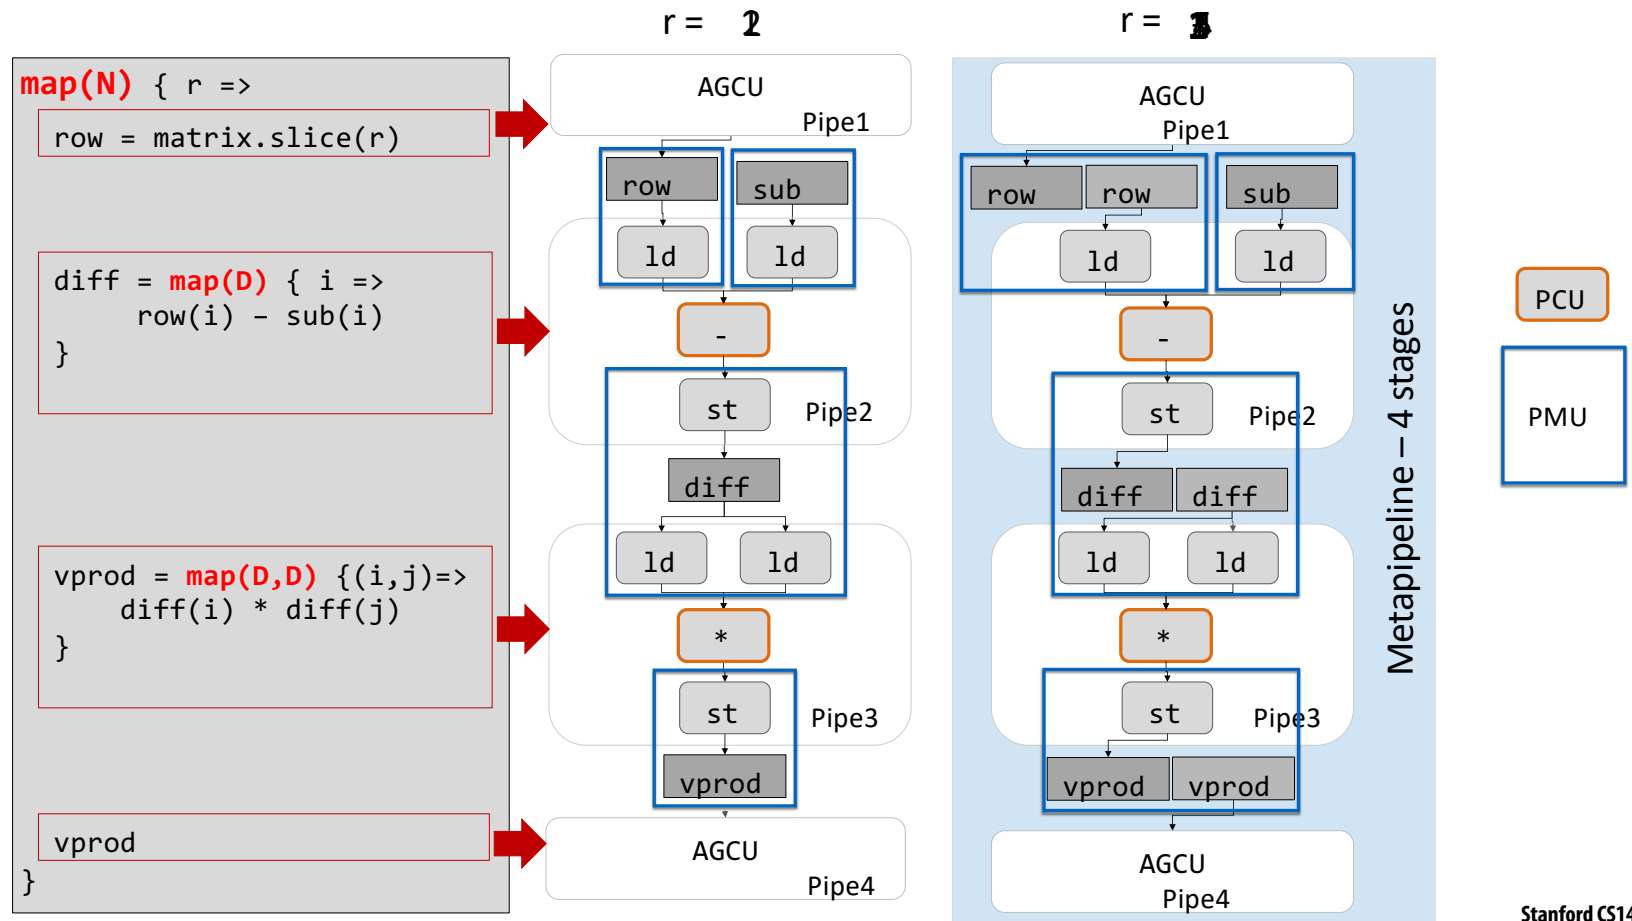 r =
r =
map(N) { r =>
row = matrix.slice(r)
diff = map(D) { i =>
row(i) – sub(i)
}
vprod = map(D,D) {(i,j)=>
diff(i) * diff(j)
}
vprod
}
AGCU
Pipe1
row
sub
ld
ld
-
st
Pipe2
diff
ld
ld
*
st
Pipe3
vprod
AGCU
Pipe4
AGCU
Pipe1
row
row
sub
ld
ld
-
st
Pipe2
diff
diff
ld
ld
*
st
Pipe3
vprod
vprod
AGCU
Pipe4
Metapipeline – 4 stages
PCU
PMU
Stanford CS14